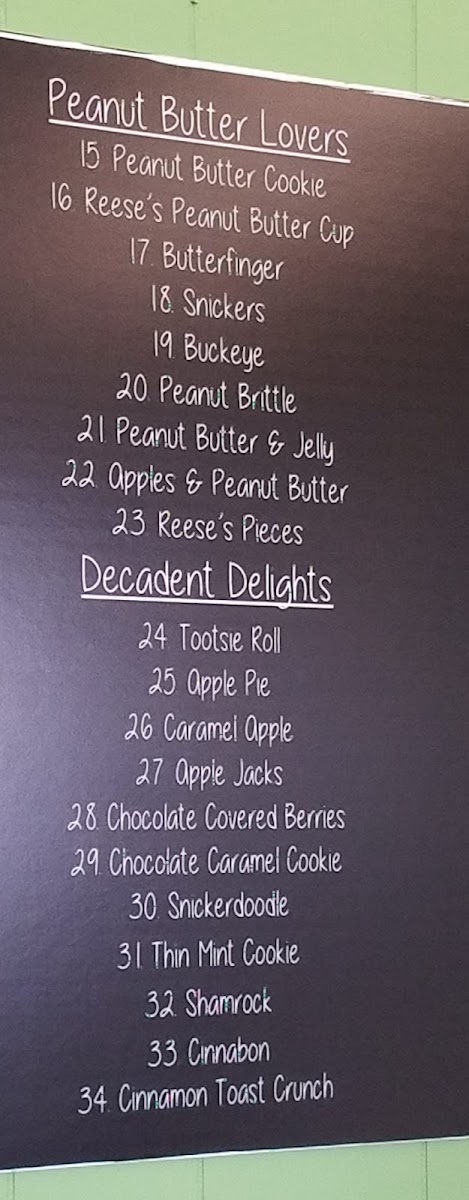 Peanut Butter Lovers
15 Peanut Butter Cookie
16. Reese's Peanut Butter Cup
17. Butterfinger
18. Snickers
19. Buckeye
20. Peanut Brittle
21. Peanut Butter & Jelly
22. Apples & Peanut Butter
23 Reese's Pieces
Decadent Delights
24 Tootsie Roll
25. Apple Pie
26 Caramel Apple
27 Apple Jacks
28. Chocolate Covered Berries
29. Chocolate Caramel Cookie
30. Snickerdoodle
31. Thin Mint Cookie
32. Shamrock
33 Cinnabon
34. Cinnamon Toast Crunch